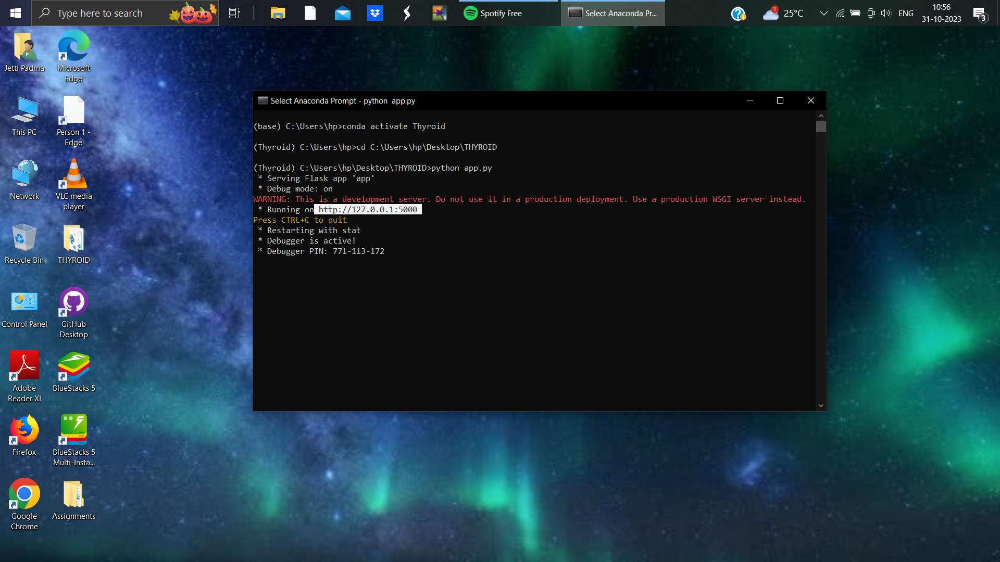 Type here to search
Spotify Free
Select Anaconda Pr...
1
25°C
ENG
10:56
31-10-2023
3
Jetti Padma
Microsoft
Edge
This PC
Person 1 -
Edge
Network
VLC media
player
Recycle Bin
THYROID
Control Panel
GitHub
Desktop
Adobe
Reader XI
BlueStacks 5
Firefox
BlueStacks 5
Multi-Insta...
Google
Chrome
Assignments
Select Anaconda Prompt - python  app.py
(base) C:\Users\hp>conda activate Thyroid
(Thyroid) C:\Users\hp>cd C:\Users\hp\Desktop\THYROID
(Thyroid) C:\Users\hp\Desktop\THYROID>python app.py
* Serving Flask app 'app'
* Debug mode: on
WARNING: This is a development server. Do not use it in a production deployment. Use a production WSGI server instead.
* Running on http://127.0.0.1:5000
Press CTRL+C to quit
* Restarting with stat
* Debugger is active!
* Debugger PIN: 771-113-172